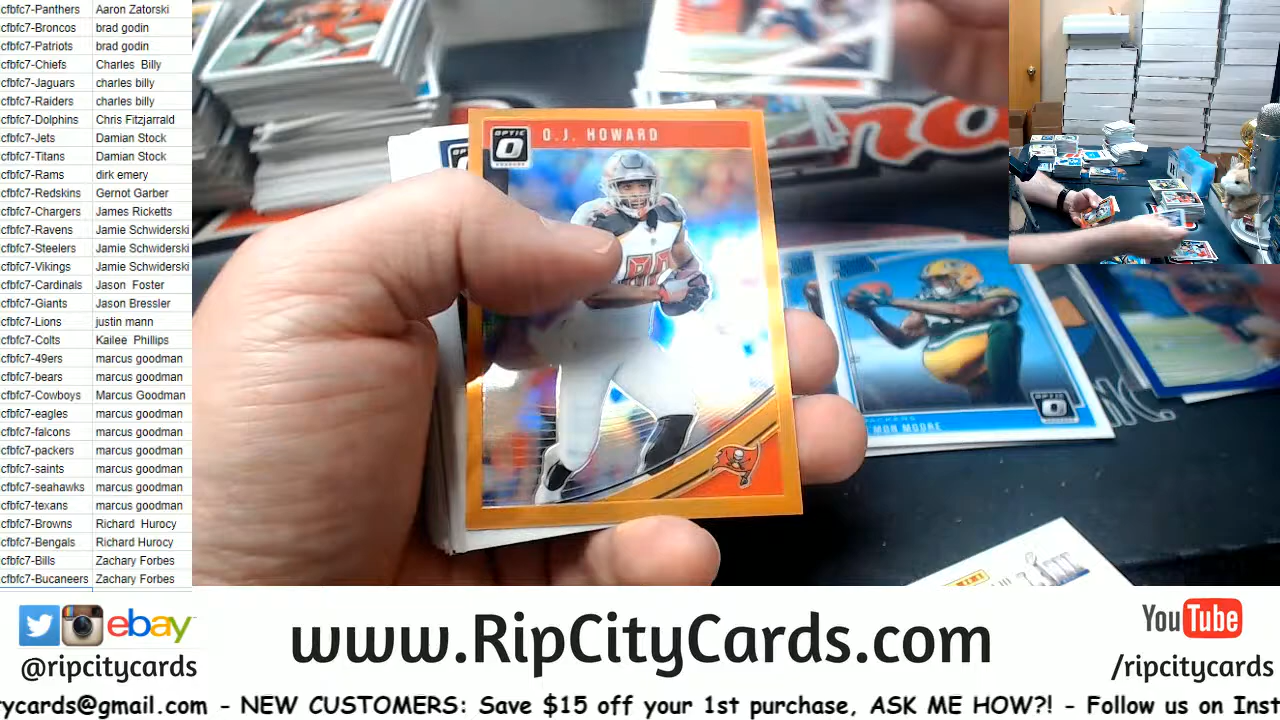 cfbfc7-Panthers Aaron Zatorski
cfbfc7-Broncos brad godin
cfbfc7-Patriots brad godin
cfbfc7-Chiefs Charles Billy
cfbfc7-Jaguars charles billy
cfbfc7-Raiders charles billy
cfbfc7-Dolphins Chris Fitzjarrald
cfbfc7-Jets Damian Stock
cfbfc7-Titans Damian Stock
cfbfc7-Rams dirk emery
cfbfc7-Redskins Gernot Garber
cfbfc7-Chargers James Ricketts
cfbfc7-Ravens Jamie Schwiderski
cfbfc7-Steelers Jamie Schwiderski
cfbfc7-Vikings Jamie Schwiderski
cfbfc7-Cardinals Jason Foster
cfbfc7-Giants Jason Bressler
cfbfc7-Lions justin mann
cfbfc7-Colts Kailee Phillips
cfbfc7-49ers marcus goodman
cfbfc7-bears marcus goodman
cfbfc7-Cowboys Marcus Goodman
cfbfc7-eagles marcus goodman
cfbfc7-falcons marcus goodman
cfbfc7-packers marcus goodman
cfbfc7-saints marcus goodman
cfbfc7-seahawks marcus goodman
cfbfc7-texans marcus goodman
cfbfc7-Browns Richard Hurocy
cfbfc7-Bengals Richard Hurocy
cfbfc7-Bills Zachary Forbes
cfbfc7-Bucaneers Zachary Forbes
OPTIC
O.J. HOWARD
OPTIC
PACKERS
MOORE
ebay
@ripcitycards
www.RipCityCards.com
YouTube
/ripcitycards
tycards@gmail.com - NEW CUSTOMERS: Save $15 off your 1st purchase, ASK ME HOW?! - Follow us on Inst